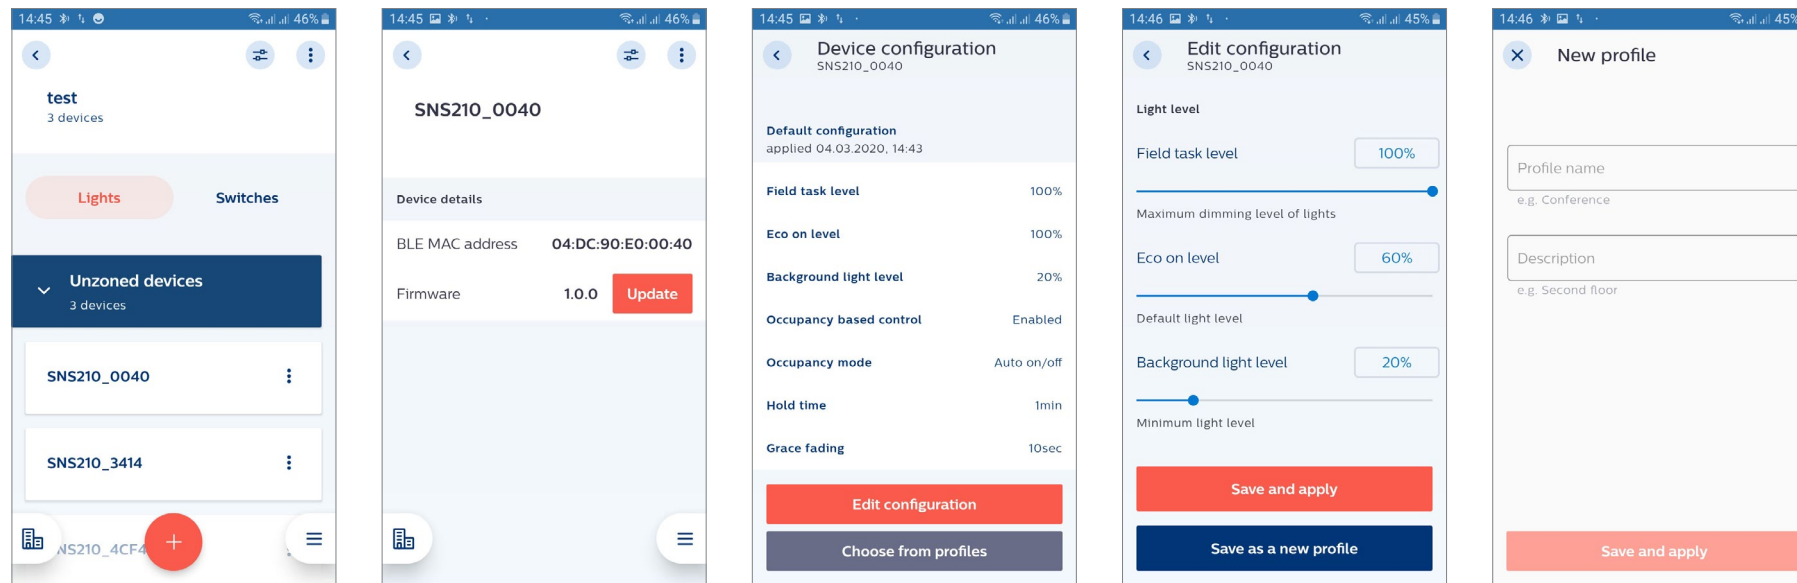 14:45 46%
test
3 devices
Lights Switches
Unzoned devices
3 devices
SNS210_0040
SNS210_3414
NS210_4CF4
14:45 46%
SNS210_0040
Device details
BLE MAC address 04:DC:90:E0:00:40
Firmware 1.0.0 Update
14:45 46%
Device configuration
SNS210_0040
Default configuration
applied 04.03.2020, 14:43
Field task level 100%
Eco on level 100%
Background light level 20%
Occupancy based control Enabled
Occupancy mode Auto on/off
Hold time 1min
Grace fading 10sec
Edit configuration
Choose from profiles
14:46 45%
Edit configuration
SNS210_0040
Light level
Field task level 100%
Maximum dimming level of lights
Eco on level 60%
Default light level
Background light level 20%
Minimum light level
Save and apply
Save as a new profile
14:46 45%
New profile
Profile name
e.g. Conference
Description
e.g. Second floor
Save and apply